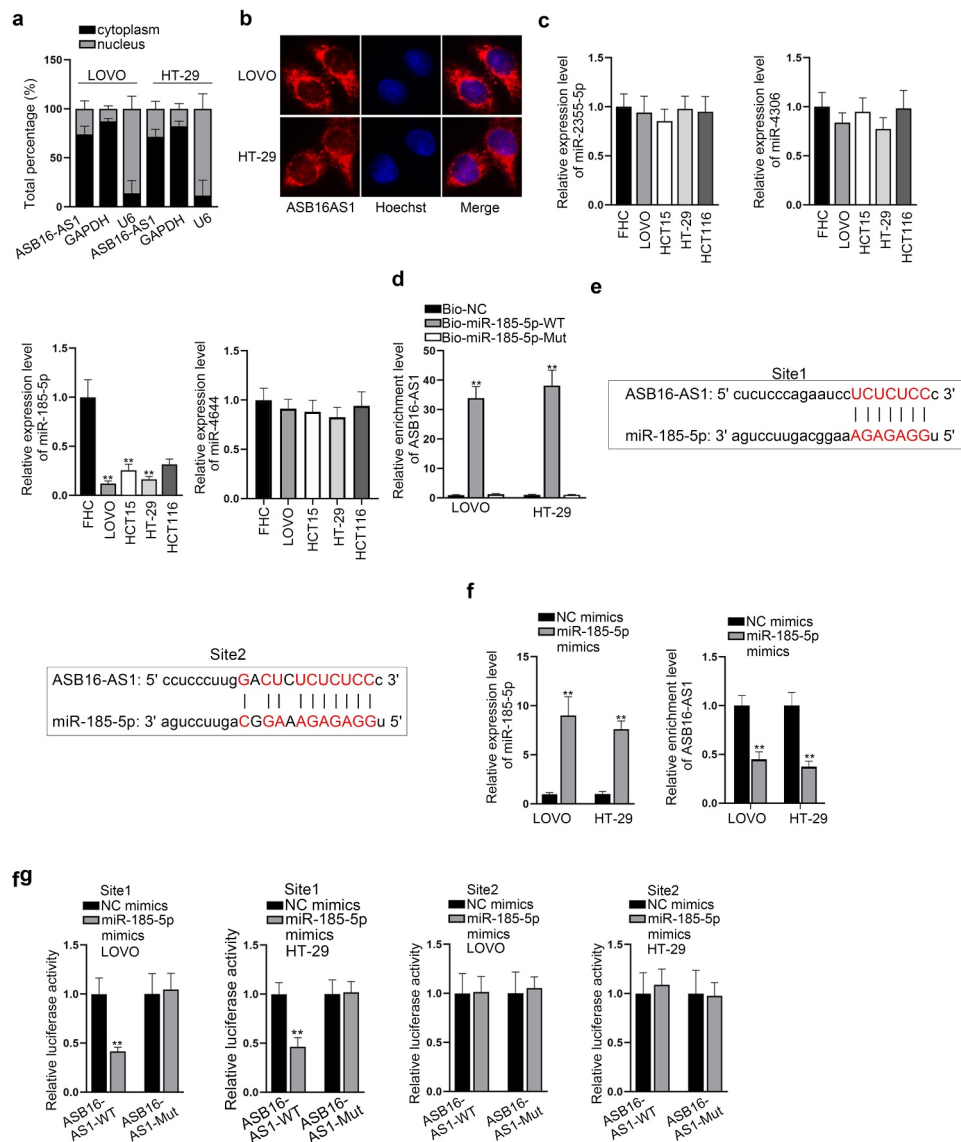 a
cytoplasm
nucleus
LOVO
HT-29
Total percentage (%)
150
100
50
0
ASB16-AS1
GAPDH
U6
ASB16-AS1
GAPDH
U6
b
LOVO
HT-29
ASB16AS1
Hoechst
Merge
c
Relative expression level
of miR-2355-5p
1.5
1.0
0.5
0.0
FHC
LOVO
HCT15
HT-29
HCT116
Relative expression level
of miR-4306
1.5
1.0
0.5
0.0
FHC
LOVO
HCT15
HT-29
HCT116
Relative expression level
of miR-185-5p
1.5
1.0
0.5
0.0
**
**
**
FHC
LOVO
HCT15
HT-29
HCT116
Relative expression level
of miR-4644
1.5
1.0
0.5
0.0
FHC
LOVO
HCT15
HT-29
HCT116
d
Bio-NC
Bio-miR-185-5p-WT
Bio-miR-185-5p-Mut
Relative enrichment level
of ASB16-AS1
50
40
30
20
10
0
**
**
LOVO
HT-29
e
Site1
ASB16-AS1: 5' cucucccagaauccUCUCUCCc 3'
miR-185-5p: 3' aguccuugacggaaAGAGAGGu 5'
Site2
ASB16-AS1: 5' ccucccuugGACUCUCUCUCCc 3'
miR-185-5p: 3' aguccuugaCGGAAAGAGAGGu 5'
f
NC mimics
miR-185-5p
mimics
Relative expression level
of miR-185-5p
15
10
5
0
**
**
LOVO
HT-29
NC mimics
miR-185-5p
mimics
Relative enrichment level
of ASB16-AS1
1.5
1.0
0.5
0.0
**
**
LOVO
HT-29
fg
Site1
NC mimics
miR-185-5p
mimics
LOVO
Relative luciferase activity
1.5
1.0
0.5
0.0
**
ASB16-
AS1-WT
ASB16-
AS1-Mut
Site1
NC mimics
miR-185-5p
mimics
HT-29
Relative luciferase activity
1.5
1.0
0.5
0.0
**
ASB16-
AS1-WT
ASB16-
AS1-Mut
Site2
NC mimics
miR-185-5p
mimics
LOVO
Relative luciferase activity
1.5
1.0
0.5
0.0
ASB16-
AS1-WT
ASB16-
AS1-Mut
Site2
NC mimics
miR-185-5p
mimics
HT-29
Relative luciferase activity
1.5
1.0
0.5
0.0
ASB16-
AS1-WT
ASB16-
AS1-Mut